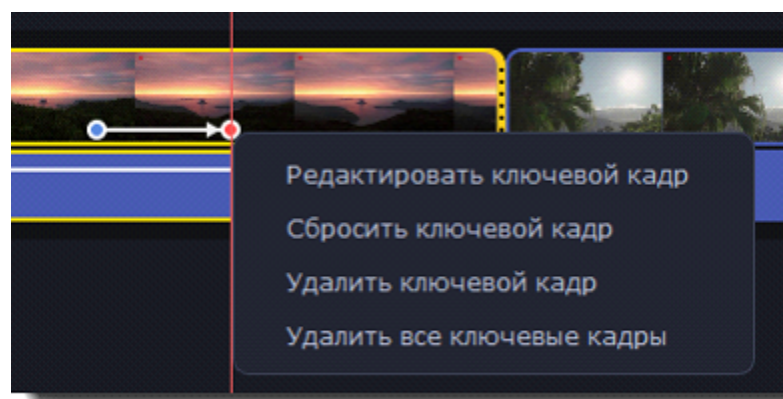 Редактировать ключевой кадр
Сбросить ключевой кадр
Удалить ключевой кадр
Удалить все ключевые кадры